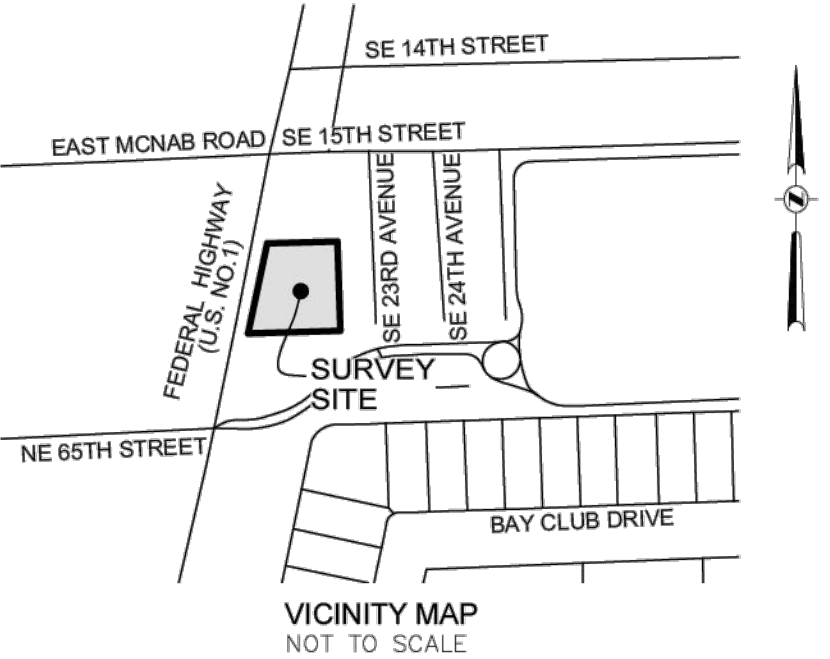 SE 14TH STREET
EAST MCNAB ROAD
SE 15TH STREET
FEDERAL HIGHWAY
(U.S. NO.1)
SE 23RD AVENUE
SE 24TH AVENUE
N
SURVEY
SITE
NE 65TH STREET
BAY CLUB DRIVE
VICINITY MAP
NOT TO SCALE